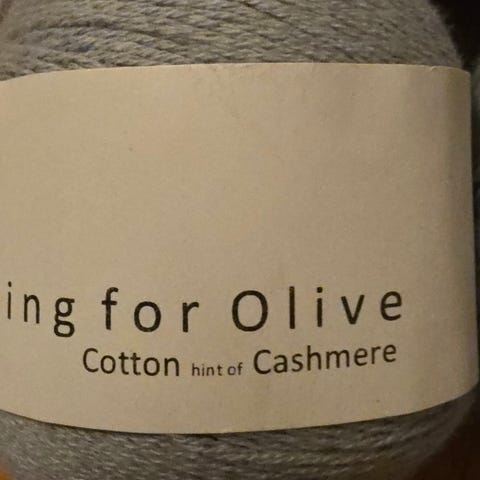 ing for Olive
Cotton hint of Cashmere